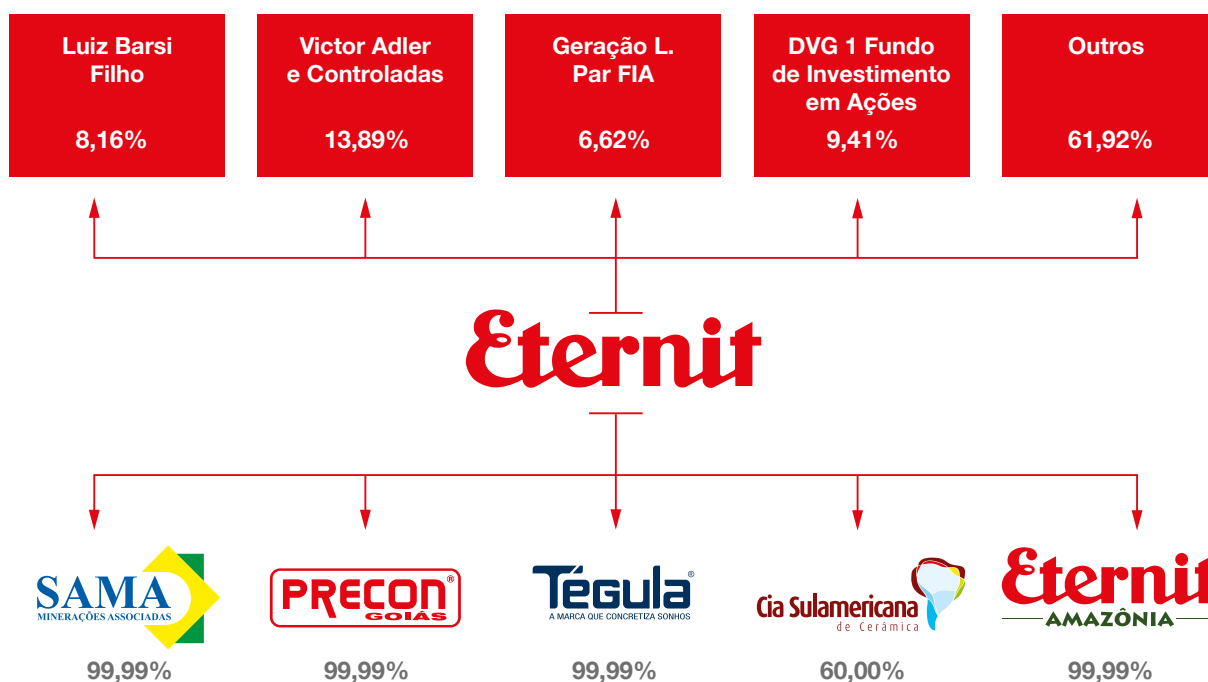 Luiz Barsi
Filho
8,16%
Victor Adler
e Controladas
13,89%
Geração L.
Par FIA
6,62%
DVG 1 Fundo
de Investimento
em Ações
9,41%
Outros
61,92%
Eternit
SAMA
MINERAÇÕES ASSOCIADAS
99,99%
PRECON®
GOIÁS
99,99%
Tégula®
A MARCA QUE CONCRETIZA SONHOS
99,99%
Cia Sulamericana
de Cerâmica
60,00%
Eternit
AMAZÔNIA
99,99%